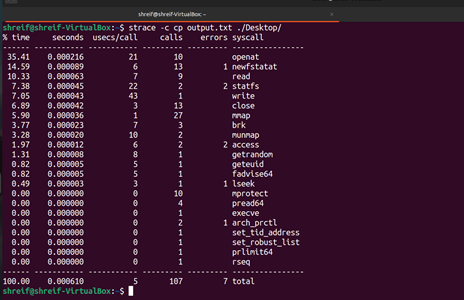 shreif@shreif-VirtualBox: ~
shreif@shreif-VirtualBox:~$ strace -c cp output.txt ./Desktop/
% time     seconds  usecs/call     calls    errors syscall
------ ----------- ----------- --------- --------- ----------------
 35.41    0.000216          21        10           openat
 14.59    0.000089           6        13         1 newfstatat
 10.33    0.000063           7         9           read
  7.38    0.000045          22         2         2 statfs
  7.05    0.000043          43         1           write
  6.89    0.000042           3        13           close
  5.90    0.000036           1        27           mmap
  3.77    0.000023           7         3           brk
  3.28    0.000020          10         2           munmap
  1.97    0.000012           6         2         2 access
  1.31    0.000008           8         1           getrandom
  0.82    0.000005           5         1           geteuid
  0.82    0.000005           5         1           fadvise64
  0.49    0.000003           3         1         1 lseek
  0.00    0.000000           0        10           mprotect
  0.00    0.000000           0         4           pread64
  0.00    0.000000           0         1           execve
  0.00    0.000000           0         2         1 arch_prctl
  0.00    0.000000           0         1           set_tid_address
  0.00    0.000000           0         1           set_robust_list
  0.00    0.000000           0         1           prlimit64
  0.00    0.000000           0         1           rseq
------ ----------- ----------- --------- --------- ----------------
100.00    0.000610           5       107         7 total
shreif@shreif-VirtualBox:~$